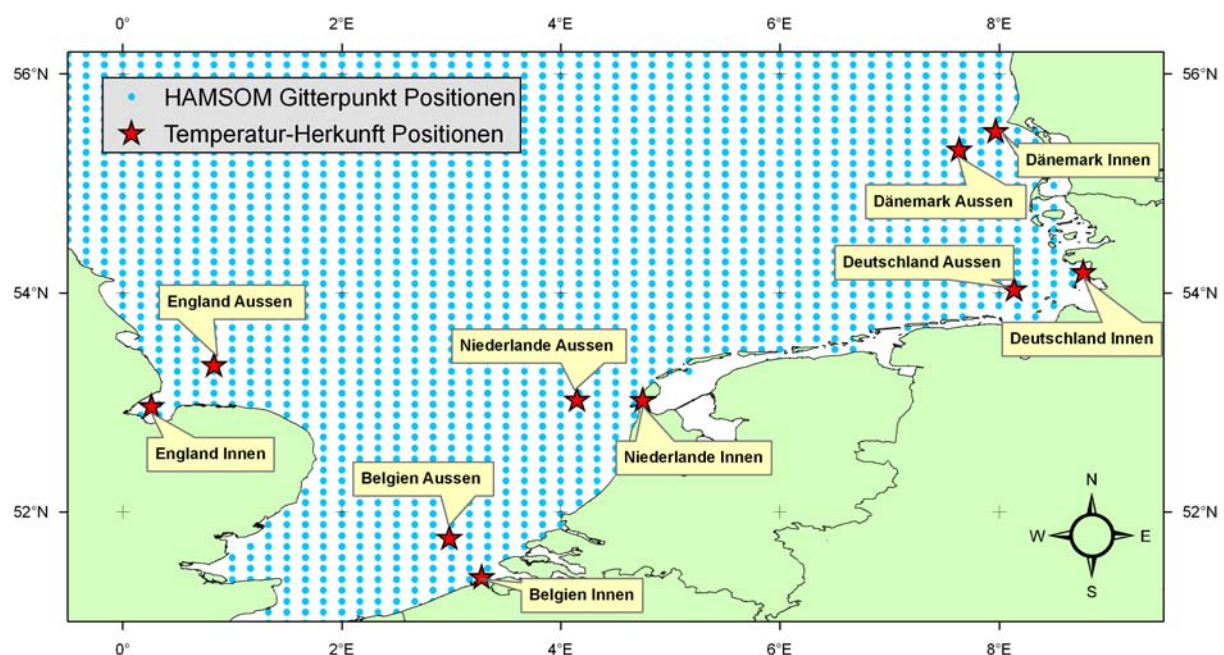 0° 2°E 4°E 6°E 8°E
56°N 56°N
HAMSOM Gitterpunkt Positionen
Temperatur-Herkunft Positionen
Dänemark Innen
Dänemark Aussen
Deutschland Aussen
54°N 54°N
England Aussen
Deutschland Innen
Niederlande Aussen
England Innen
Niederlande Innen
Belgien Aussen
N
52°N 52°N
W E
S
Belgien Innen
0° 2°E 4°E 6°E 8°E